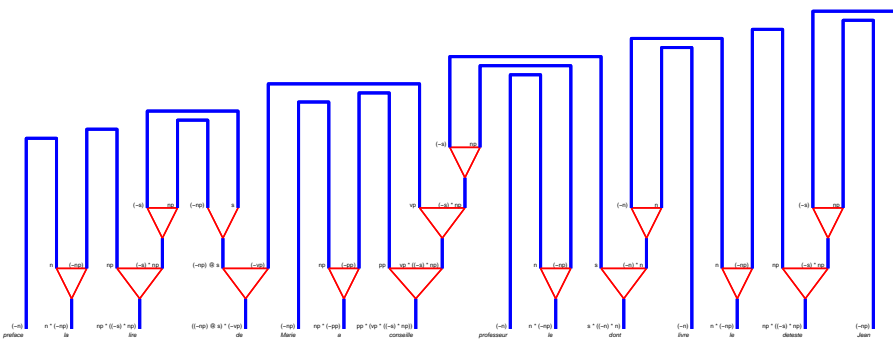 (−s) np
(−s) np (−np) s vp (−s) * np (−n) n (−s) np
n (−np) np (−s) * np (−np) @ s (−vp) np (−pp) pp vp * ((−s) * np) n (−np) s (−n) * n n (−np) np (−s) * np
(−n) n * (−np) np * ((−s) * np) ((−np) @ s) * (−vp) (−np) np * (−pp) pp * (vp * ((−s) * np)) (−n) n * (−np) s * ((−n) * n) (−n) n * (−np) np * ((−s) * np) (−np)
preface la lire de Marie a conseille professeur le dont livre le deteste Jean